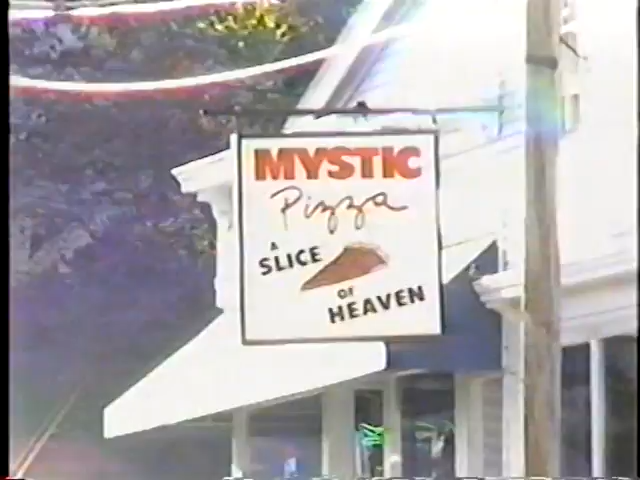 MYSTIC
Pizza
A
SLICE
OF
HEAVEN